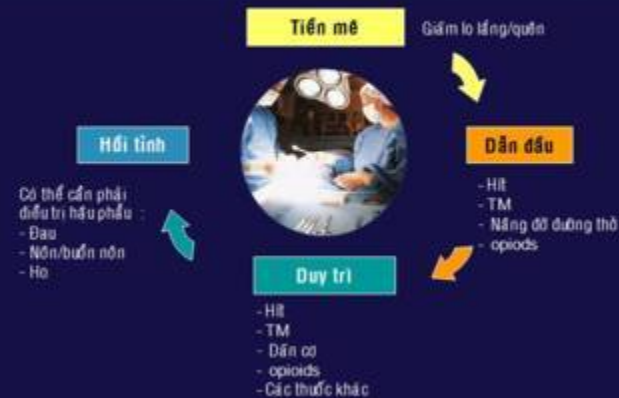 Tiền mê
Giảm lo lắng/quên
Dẫn đầu
- Hít
- TM
- Nâng đỡ đường thở
- opiods
Duy trì
- Hít
- TM
- Dãn cơ
- opioids
- Các thuốc khác
Hồi tỉnh
Có thể cần phải
điều trị hậu phẫu :
- Đau
- Nôn/buồn nôn
- Ho